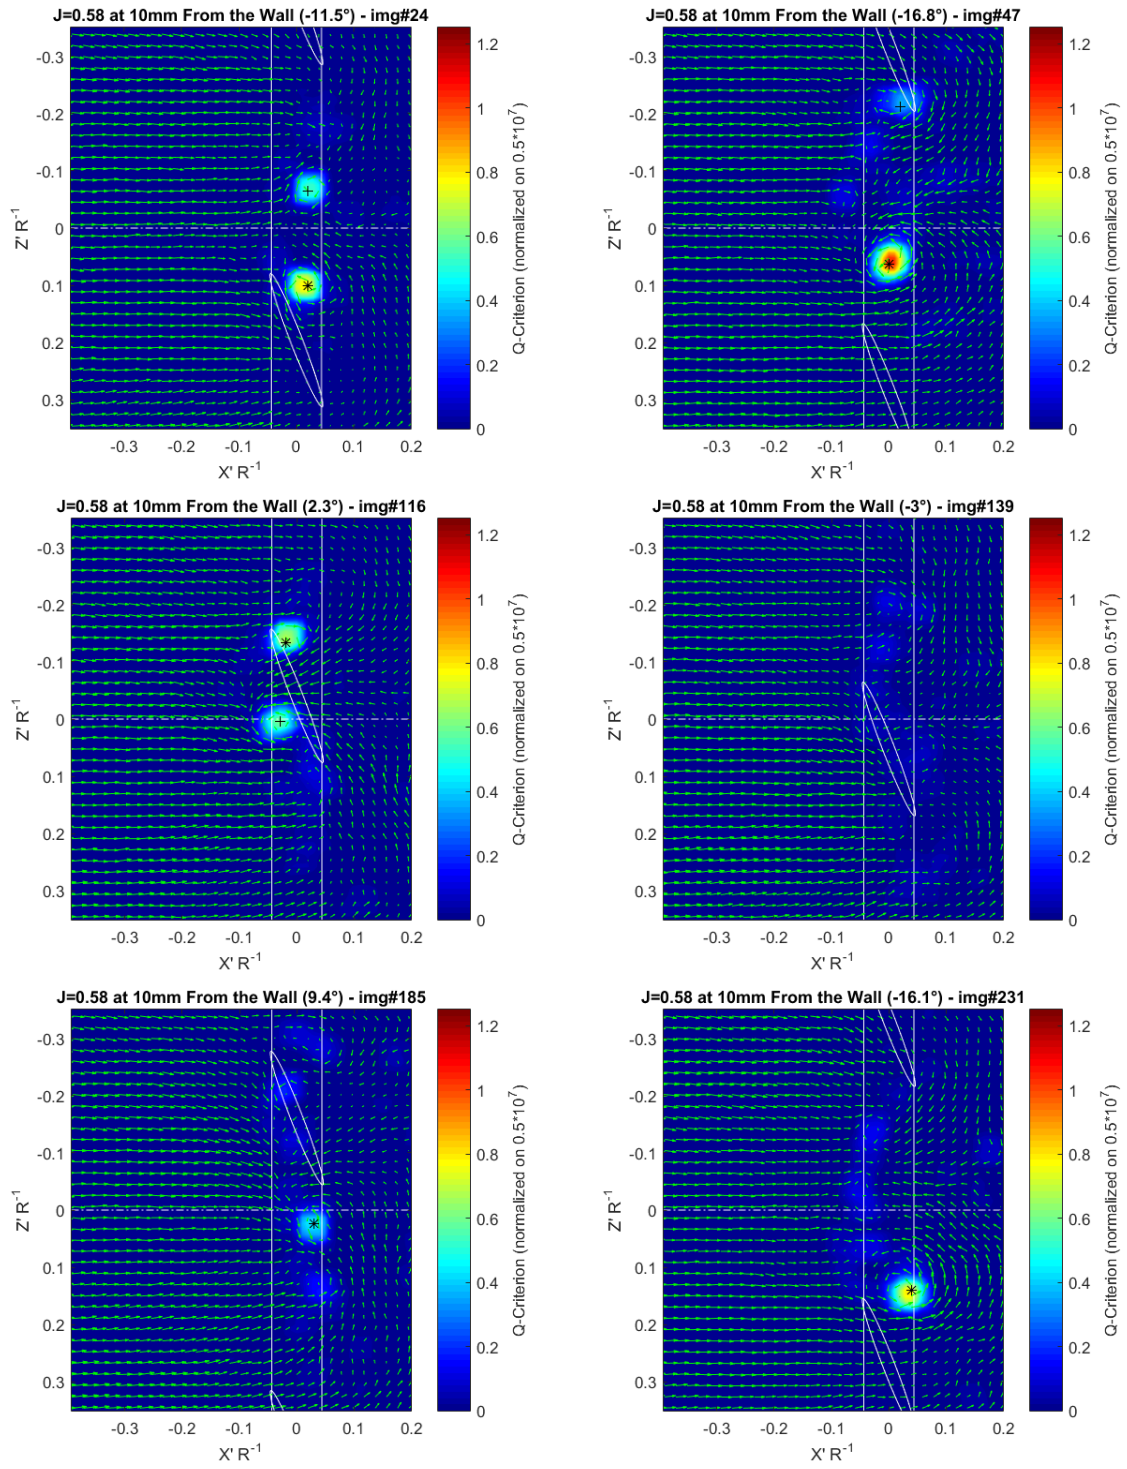 J=0.58 at 10mm From the Wall (-11.5°) - img#24
-0.3
-0.2
-0.1
0
0.1
0.2
0.3
Z' R-1
-0.3 -0.2 -0.1 0 0.1 0.2
X' R-1
1.2
1
0.8
0.6
0.4
0.2
0
Q-Criterion (normalized on 0.5*107)
J=0.58 at 10mm From the Wall (-16.8°) - img#47
-0.3
-0.2
-0.1
0
0.1
0.2
0.3
Z' R-1
-0.3 -0.2 -0.1 0 0.1 0.2
X' R-1
1.2
1
0.8
0.6
0.4
0.2
0
Q-Criterion (normalized on 0.5*107)
J=0.58 at 10mm From the Wall (2.3°) - img#116
-0.3
-0.2
-0.1
0
0.1
0.2
0.3
Z' R-1
-0.3 -0.2 -0.1 0 0.1 0.2
X' R-1
1.2
1
0.8
0.6
0.4
0.2
0
Q-Criterion (normalized on 0.5*107)
J=0.58 at 10mm From the Wall (-3°) - img#139
-0.3
-0.2
-0.1
0
0.1
0.2
0.3
Z' R-1
-0.3 -0.2 -0.1 0 0.1 0.2
X' R-1
1.2
1
0.8
0.6
0.4
0.2
0
Q-Criterion (normalized on 0.5*107)
J=0.58 at 10mm From the Wall (9.4°) - img#185
-0.3
-0.2
-0.1
0
0.1
0.2
0.3
Z' R-1
-0.3 -0.2 -0.1 0 0.1 0.2
X' R-1
1.2
1
0.8
0.6
0.4
0.2
0
Q-Criterion (normalized on 0.5*107)
J=0.58 at 10mm From the Wall (-16.1°) - img#231
-0.3
-0.2
-0.1
0
0.1
0.2
0.3
Z' R-1
-0.3 -0.2 -0.1 0 0.1 0.2
X' R-1
1.2
1
0.8
0.6
0.4
0.2
0
Q-Criterion (normalized on 0.5*107)